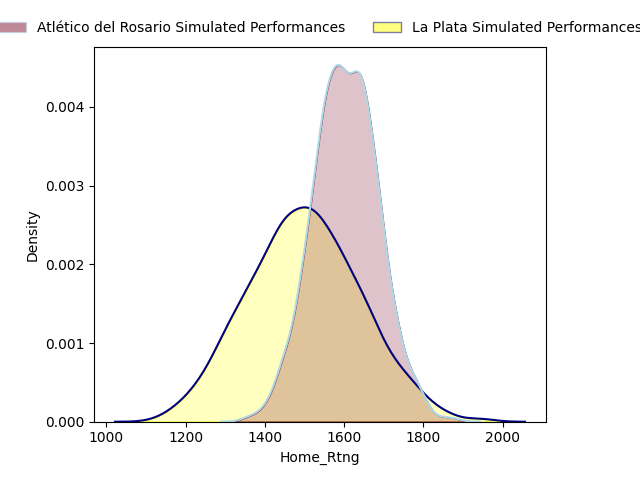 Atlético del Rosario Simulated Performances La Plata Simulated Performances
0.004
0.003
0.002
0.001
0.000
Density
1000 1200 1400 1600 1800 2000
Home_Rtng